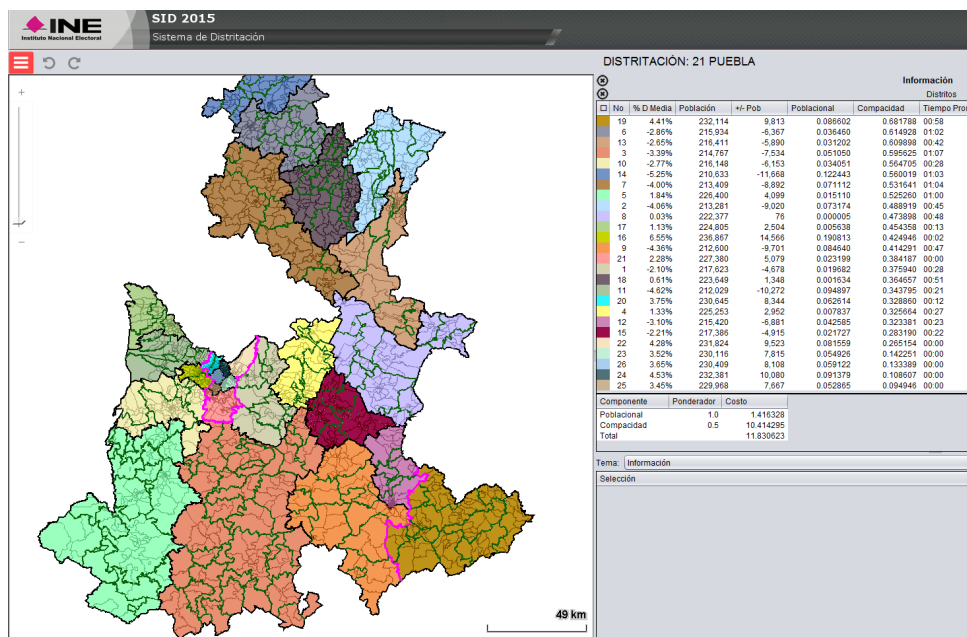 INE
Instituto Nacional Electoral
SID 2015
Sistema de Distritación
DISTRITACIÓN: 21 PUEBLA
Información
Distritos
No % D Media Población +/- Pob Poblacional Compacidad Tiempo Pro
19 4.41% 232,114 9,813 0.086602 0.681788 00:58
6 -2.86% 215,934 -6,367 0.036460 0.614928 01:02
13 -2.65% 216,411 -5,890 0.031202 0.609898 00:42
3 -3.39% 214,767 -7,534 0.051050 0.595625 01:07
10 -2.77% 216,148 -6,153 0.034051 0.564705 00:28
14 -5.25% 210,633 -11,668 0.122443 0.560019 01:03
7 -4.00% 213,409 -8,892 0.071112 0.531641 01:04
5 1.84% 226,400 4,099 0.015110 0.525260 01:00
2 -4.06% 213,281 -9,020 0.073174 0.488919 00:45
8 0.03% 222,377 76 0.000005 0.473898 00:48
17 1.13% 224,805 2,504 0.005638 0.454358 00:13
16 6.55% 236,867 14,566 0.190813 0.424946 00:02
9 -4.36% 212,600 -9,701 0.084640 0.414291 00:47
21 2.28% 227,380 5,079 0.023199 0.384187 00:00
1 -2.10% 217,623 -4,678 0.019682 0.375940 00:28
18 0.61% 223,649 1,348 0.001634 0.364657 00:51
11 -4.62% 212,029 -10,272 0.094897 0.343795 00:21
20 3.75% 230,645 8,344 0.062614 0.328860 00:12
4 1.33% 225,253 2,952 0.007837 0.325664 00:27
12 -3.10% 215,420 -6,881 0.042585 0.323381 00:23
15 -2.21% 217,386 -4,915 0.021727 0.283190 00:22
22 4.28% 231,824 9,523 0.081559 0.265154 00:00
23 3.52% 230,116 7,815 0.054926 0.142251 00:00
26 3.65% 230,409 8,108 0.059122 0.133389 00:00
24 4.53% 232,381 10,080 0.091379 0.108607 00:00
25 3.45% 229,968 7,667 0.052865 0.094946 00:00
Componente Ponderador Costo
Poblacional 1.0 1.416328
Compacidad 0.5 10.414295
Total 11.830623
Tema: Información
Selección
49 km